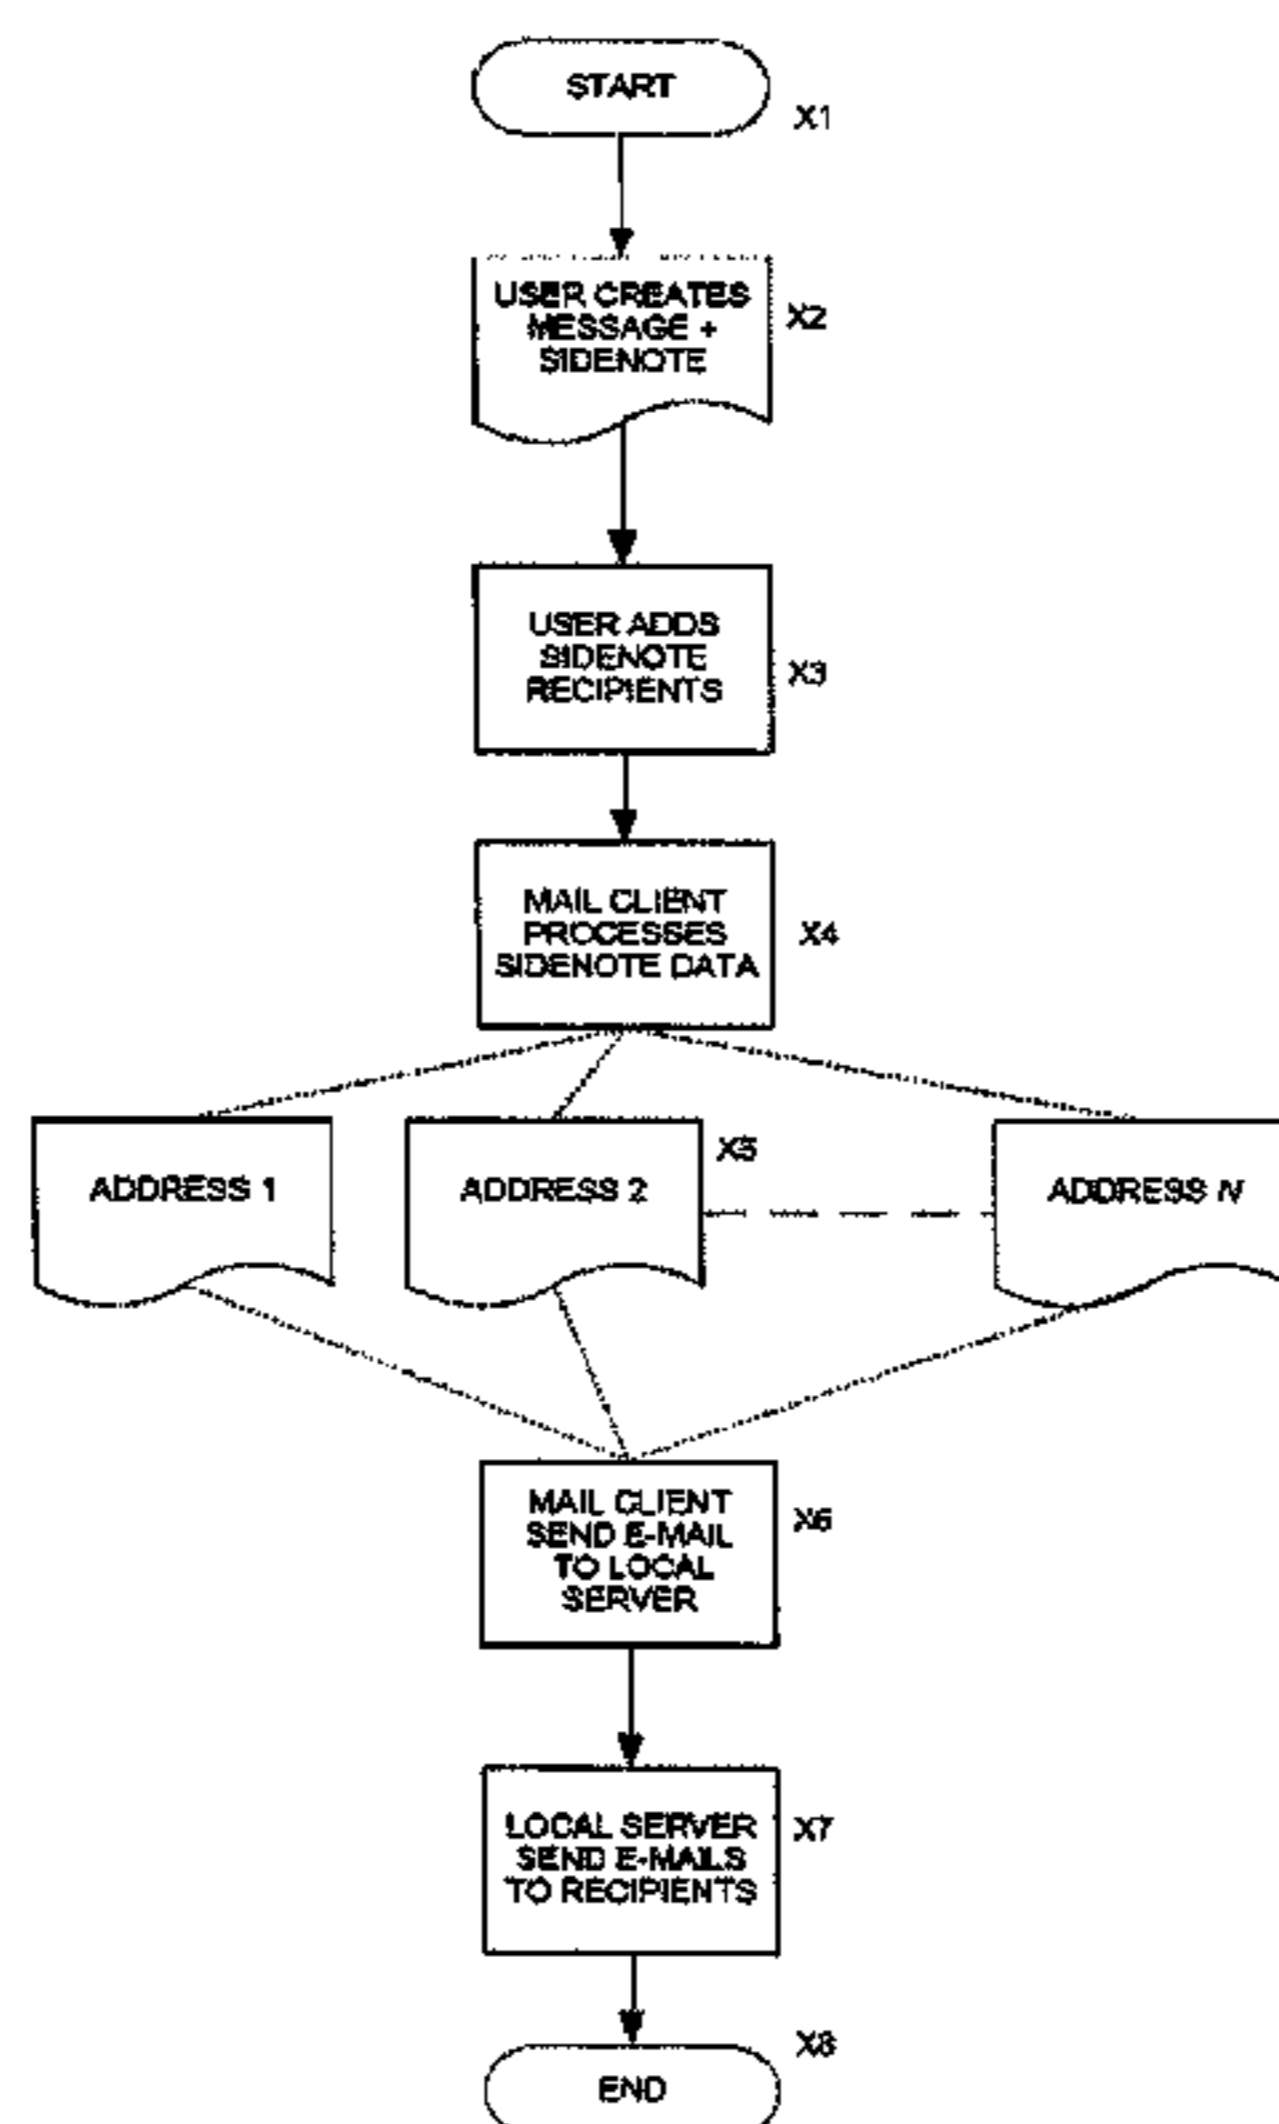 START
X1
USER CREATES
MESSAGE +
SIDENOTE
X2
USER ADDS
SIDENOTE
RECIPIENTS
X3
MAIL CLIENT
PROCESSES
SIDENOTE DATA
X4
ADDRESS 1
ADDRESS 2
X5
ADDRESS N
MAIL CLIENT
SEND E-MAIL
TO LOCAL
SERVER
X6
LOCAL SERVER
SEND E-MAILS
TO RECIPIENTS
X7
X8
END